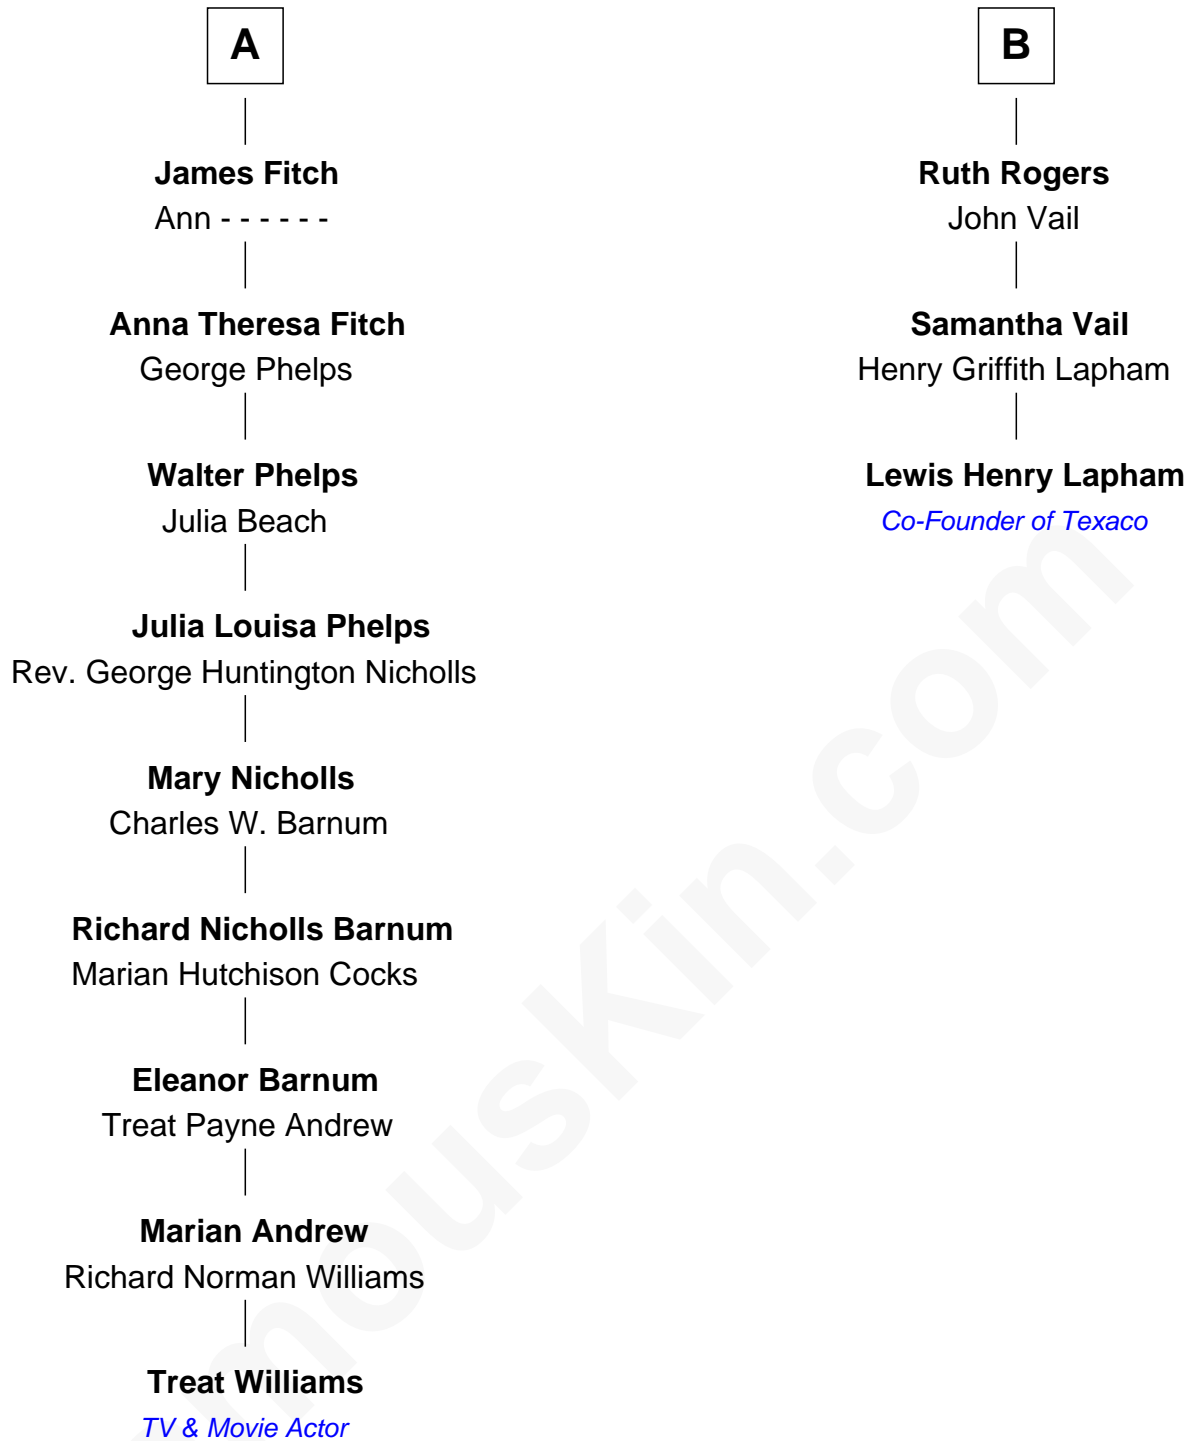 A
James Fitch
Ann - - - - - -
Anna Theresa Fitch
George Phelps
Walter Phelps
Julia Beach
Julia Louisa Phelps
Rev. George Huntington Nicholls
Mary Nicholls
Charles W. Barnum
Richard Nicholls Barnum
Marian Hutchison Cocks
Eleanor Barnum
Treat Payne Andrew
Marian Andrew
Richard Norman Williams
Treat Williams
TV & Movie Actor
B
Ruth Rogers
John Vail
Samantha Vail
Henry Griffith Lapham
Lewis Henry Lapham
Co-Founder of Texaco
mousKin.com